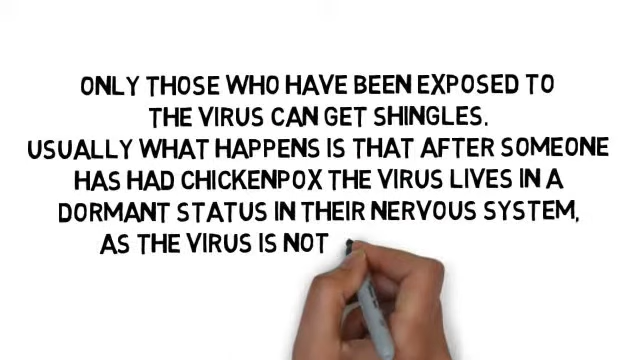 ONLY THOSE WHO HAVE BEEN EXPOSED TO
THE VIRUS CAN GET SHINGLES.
USUALLY WHAT HAPPENS IS THAT AFTER SOMEONE
HAS HAD CHICKENPOX THE VIRUS LIVES IN A
DORMANT STATUS IN THEIR NERVOUS SYSTEM,
AS THE VIRUS IS NOT